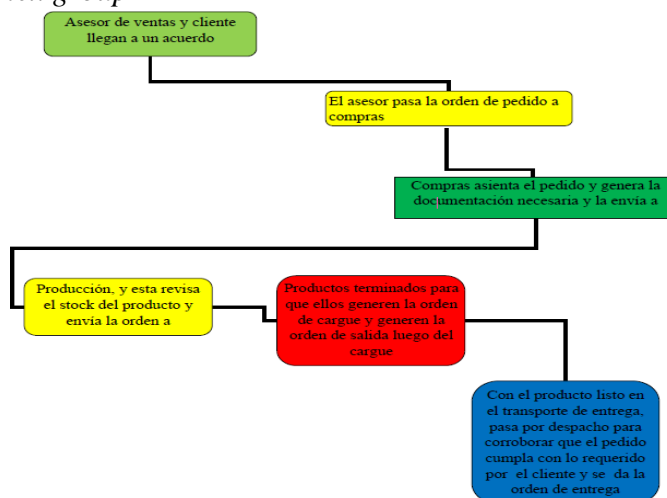 Asesor de ventas y cliente
llegan a un acuerdo
El asesor pasa la orden de pedido a
compras
Compras asienta el pedido y genera la
documentación necesaria y la envía a
Producción, y esta revisa
el stock del producto y
envía la orden a
Productos terminados para
que ellos generen la orden
de cargue y generen la
orden de salida luego del
cargue
Con el producto listo en
el transporte de entrega,
pasa por despacho para
corroborar que el pedido
cumpla con lo requerido
por el cliente y se da la
orden de entrega